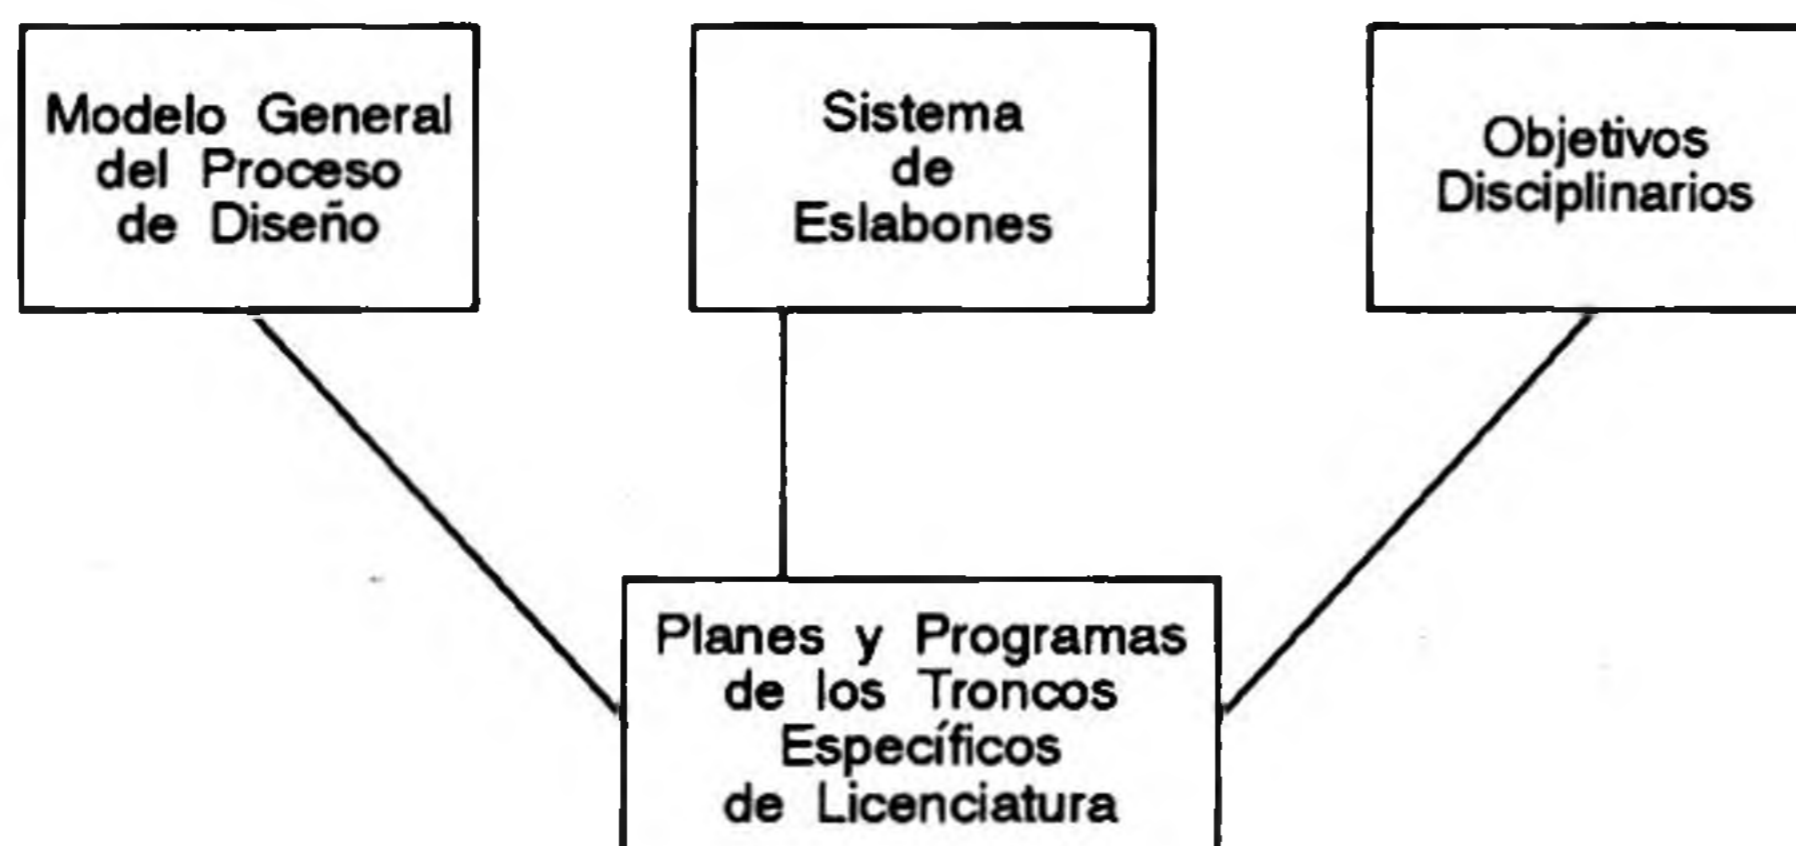 Modelo General
del Proceso
de Diseño
Sistema
de
Eslabones
Objetivos
Disciplinarios
Planes y Programas
de los Troncos
Específicos
de Licenciatura